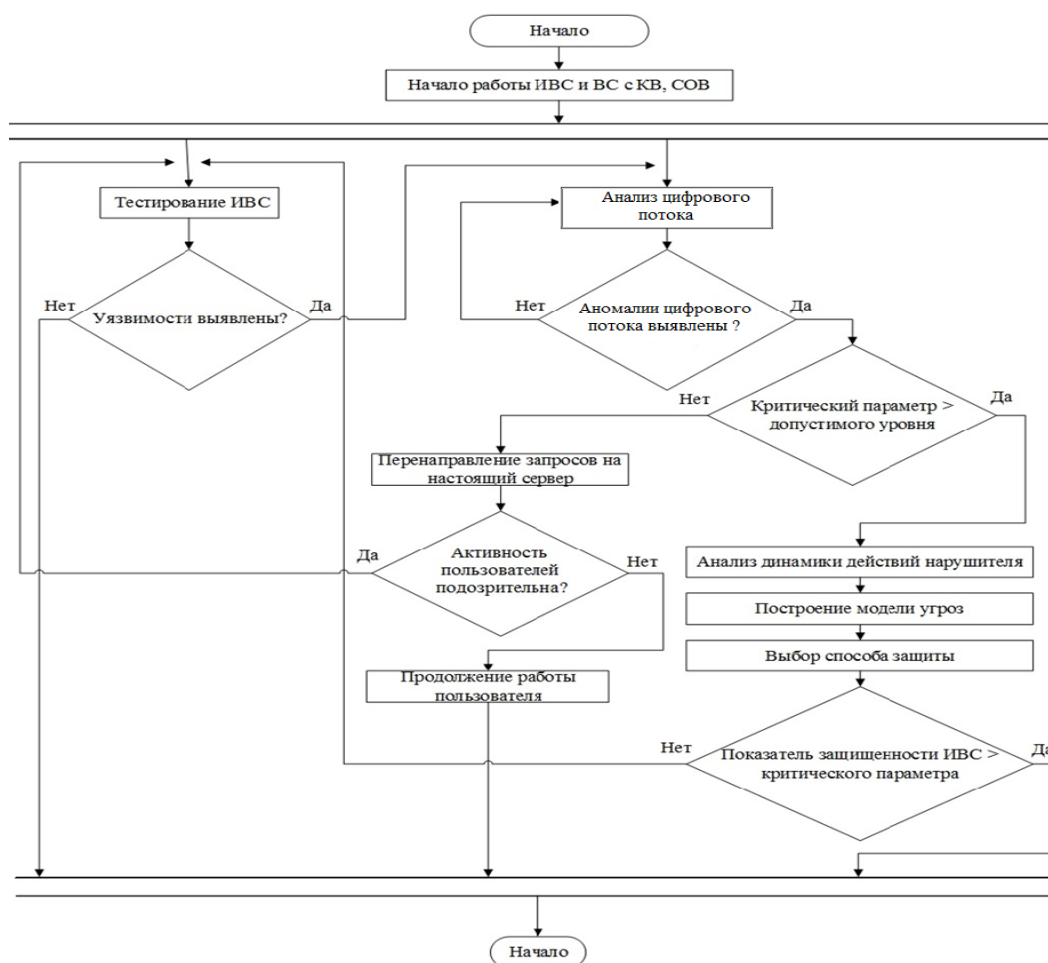 Начало
Начало работы ИВС и ВС с КВ, СОВ
Тестирование ИВС
Анализ цифрового
потока
Нет
Уязвимости выявлены?
Да
Нет
Аномалии цифрового
потока выявлены ?
Да
Нет
Критический параметр >
допустимого уровня
Да
Перенаправление запросов на
настоящий сервер
Да
Активность
пользователей
подозрительна?
Нет
Анализ динамики действий нарушителя
Построение модели угроз
Выбор способа защиты
Продолжение работы
пользователя
Нет
Показатель защищенности ИВС >
критического параметра
Да
Начало